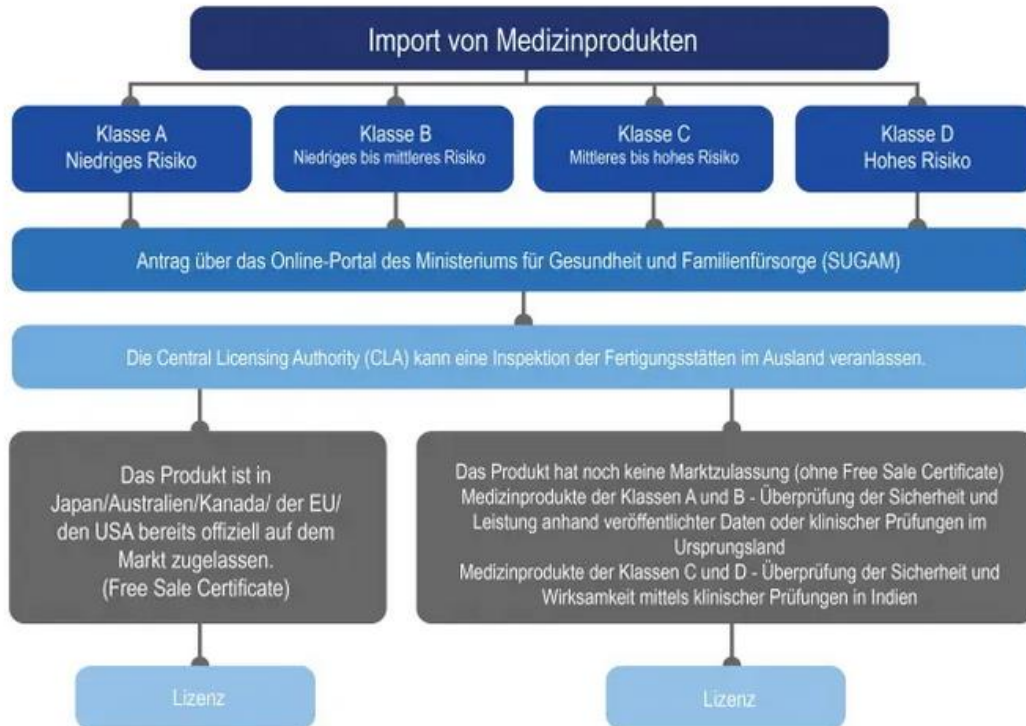 Import von Medizinprodukten
Klasse A
Niedriges Risiko
Klasse B
Niedriges bis mittleres Risiko
Klasse C
Mittleres bis hohes Risiko
Klasse D
Hohes Risiko
Antrag über das Online-Portal des Ministeriums für Gesundheit und Familienfürsorge (SUGAM)
Die Central Licensing Authority (CLA) kann eine Inspektion der Fertigungsstätten im Ausland veranlassen.
Das Produkt ist in
Japan/Australien/Kanada/ der EU/
den USA bereits offiziell auf dem
Markt zugelassen.
(Free Sale Certificate)
Das Produkt hat noch keine Marktzulassung (ohne Free Sale Certificate)
Medizinprodukte der Klassen A und B - Überprüfung der Sicherheit und
Leistung anhand veröffentlichter Daten oder klinischer Prüfungen im
Ursprungsland
Medizinprodukte der Klassen C und D - Überprüfung der Sicherheit und
Wirksamkeit mittels klinischer Prüfungen in Indien
Lizenz
Lizenz